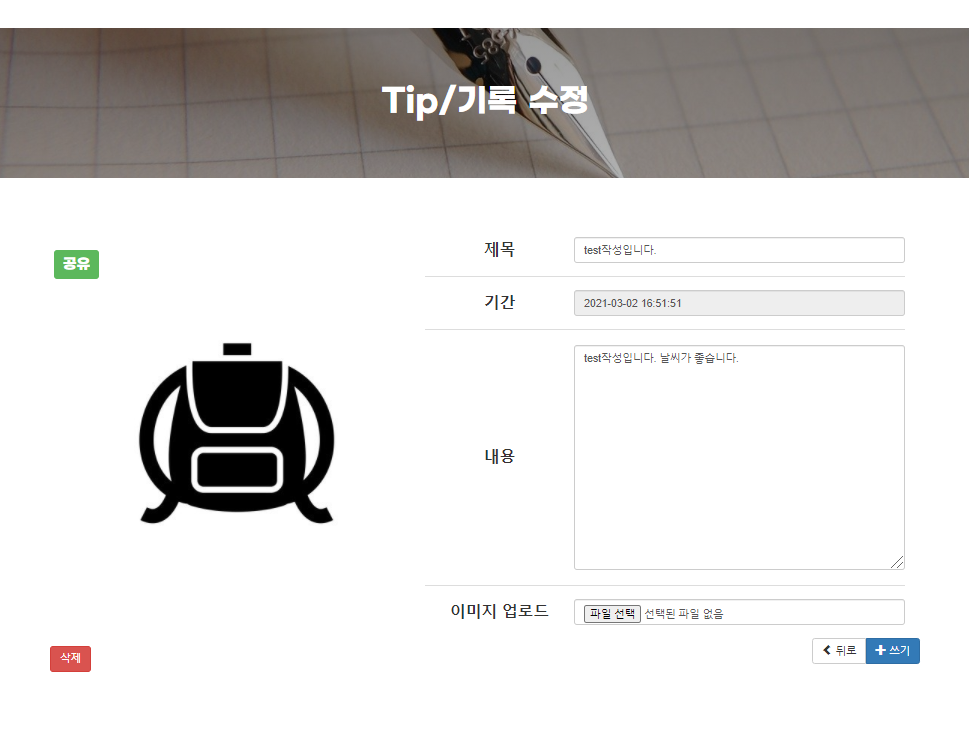 Tip/기록 수정
공유
제목
test작성입니다.
기간
2021-03-02 16:51:51
내용
test작성입니다. 날씨가 좋습니다.
이미지 업로드
파일 선택 선택된 파일 없음
삭제
뒤로
쓰기